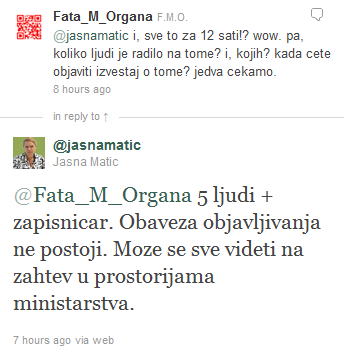 Fata_M_Organa F.M.O.
@jasnamatic i, sve to za 12 sati!? wow. pa,
koliko ljudi je radilo na tome? i, kojih? kada cete
objaviti izvestaj o tome? jedva cekamo.
8 hours ago
in reply to ↑
@jasnamatic
Jasna Matic
@Fata_M_Organa 5 ljudi +
zapisnicar. Obaveza objavljivanja
ne postoji. Moze se sve videti na
zahtev u prostorijama
ministarstva.
7 hours ago via web